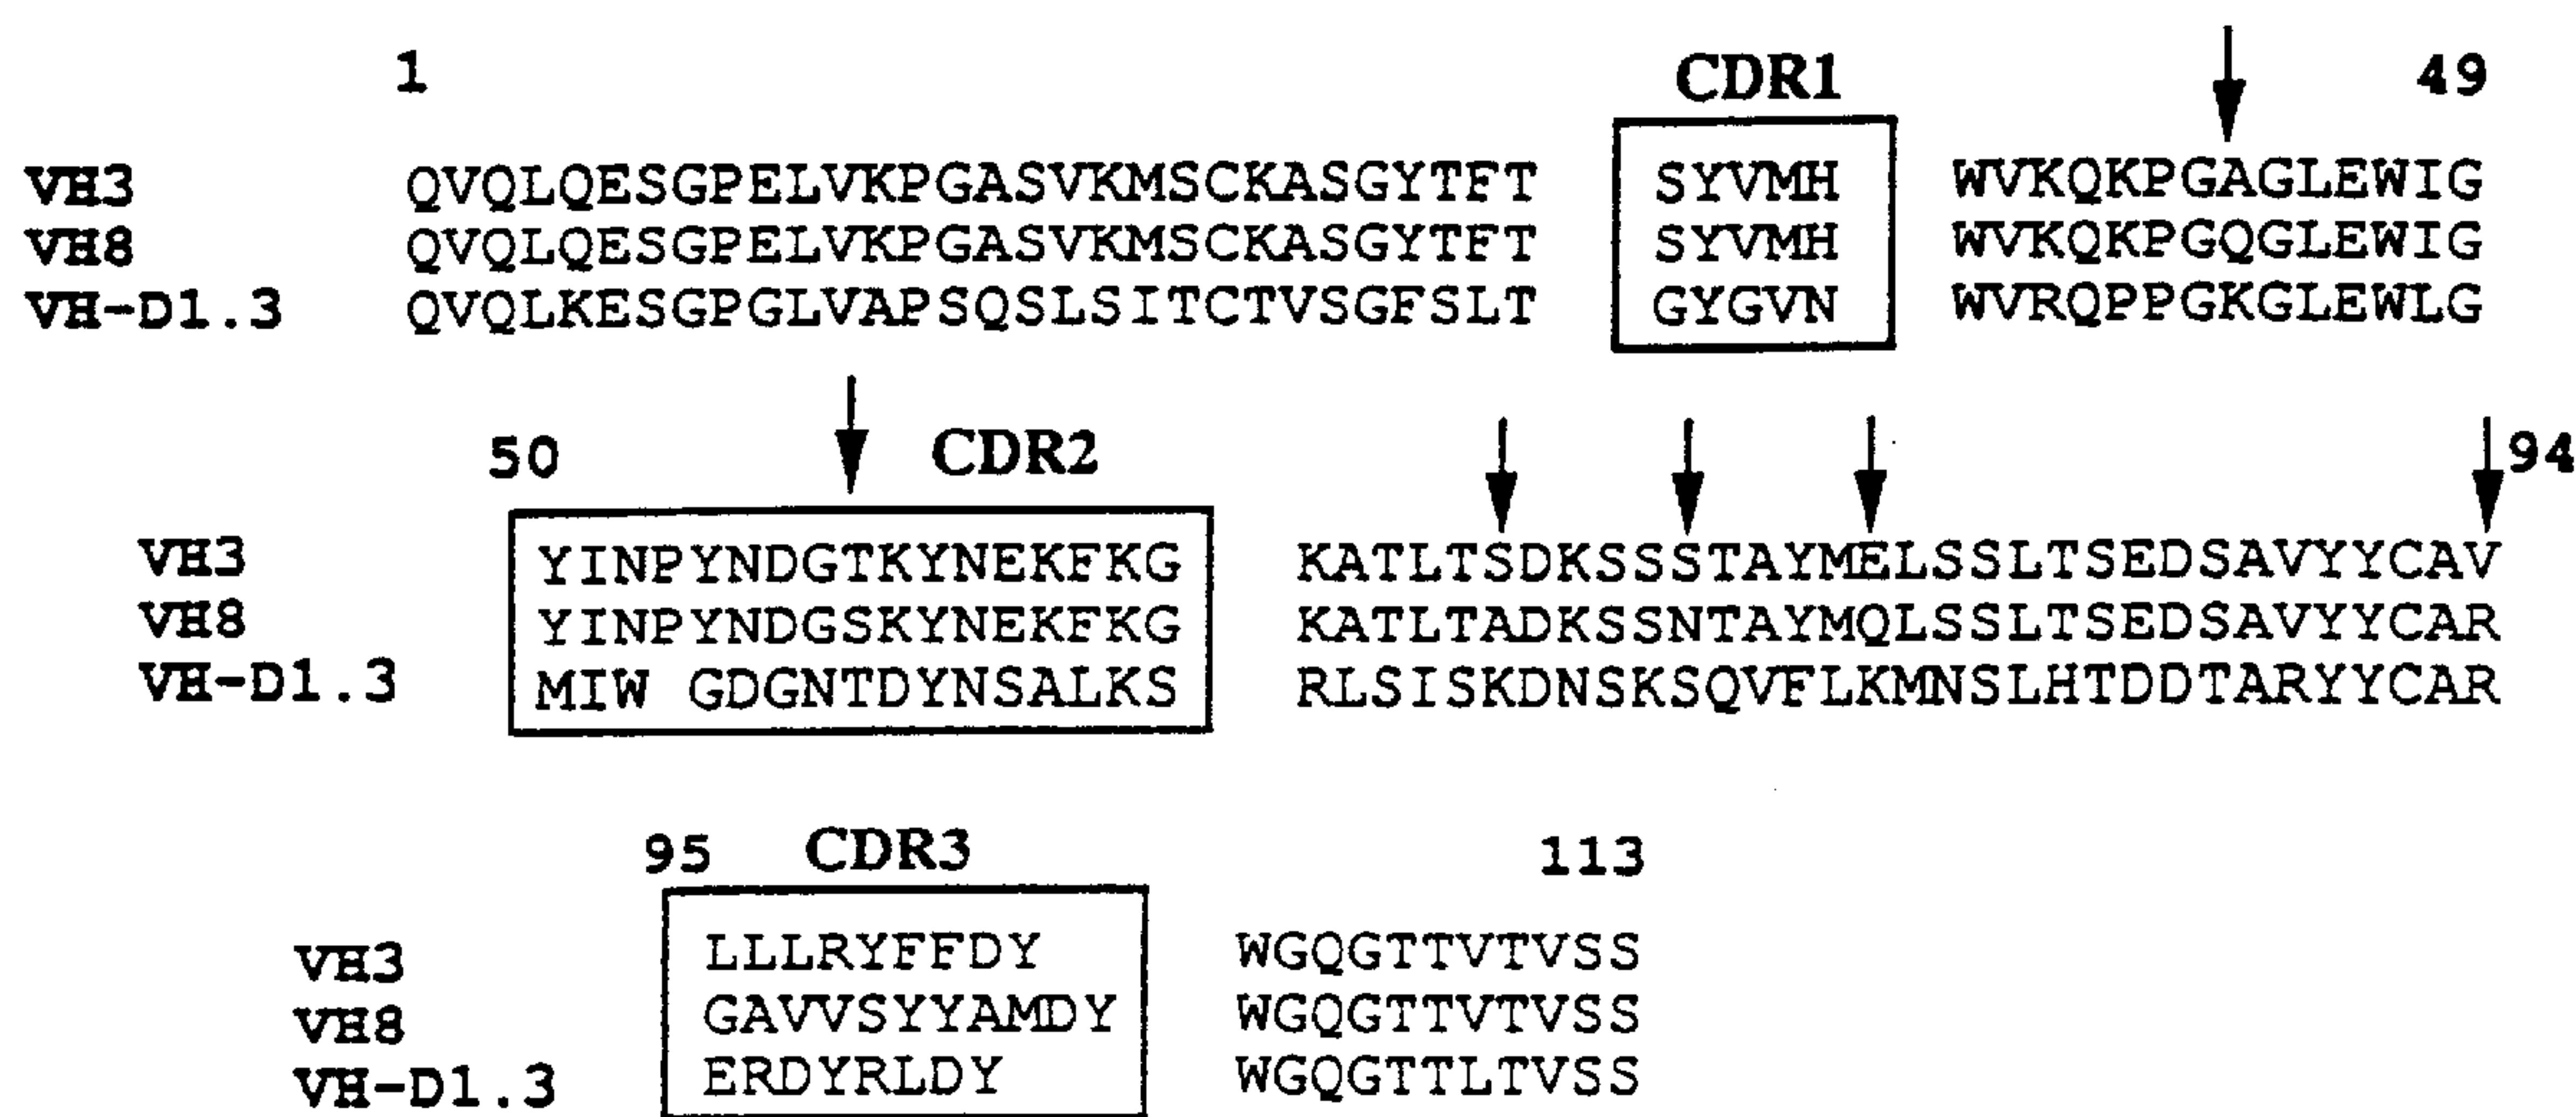 1 CDR1 49
VH3 QVQLQESGPELVKPGASVKMSCKASGYTFT SYVMH WVKQKPGAGLEWIG
VH8 QVQLQESGPELVKPGASVKMSCKASGYTFT SYVMH WVKQKPGQGLEWIG
VH-D1.3 QVQLKESGPGLVAPSQSLSITCTVSGFSLT GYGVN WVRQPPGKGLEWLG
50 CDR2 94
VH3 YINPYNDGTKYNEKFKG KATLTSDKSSSTAYMELSSLTSEDSAVYYCAV
VH8 YINPYNDGSKYNEKFKG KATLTADKSSNTAYMQLSSLTSEDSAVYYCAR
VH-D1.3 MIW GDGNTDYNSALKS RLSISKDNSKSQVFLKMNSLHTDDTARYYCAR
95 CDR3 113
VH3 LLLRYFFDY WGQGTTVTVSS
VH8 GAVVSYYAMDY WGQGTTVTVSS
VH-D1.3 ERDYRLDY WGQGTTLTVSS